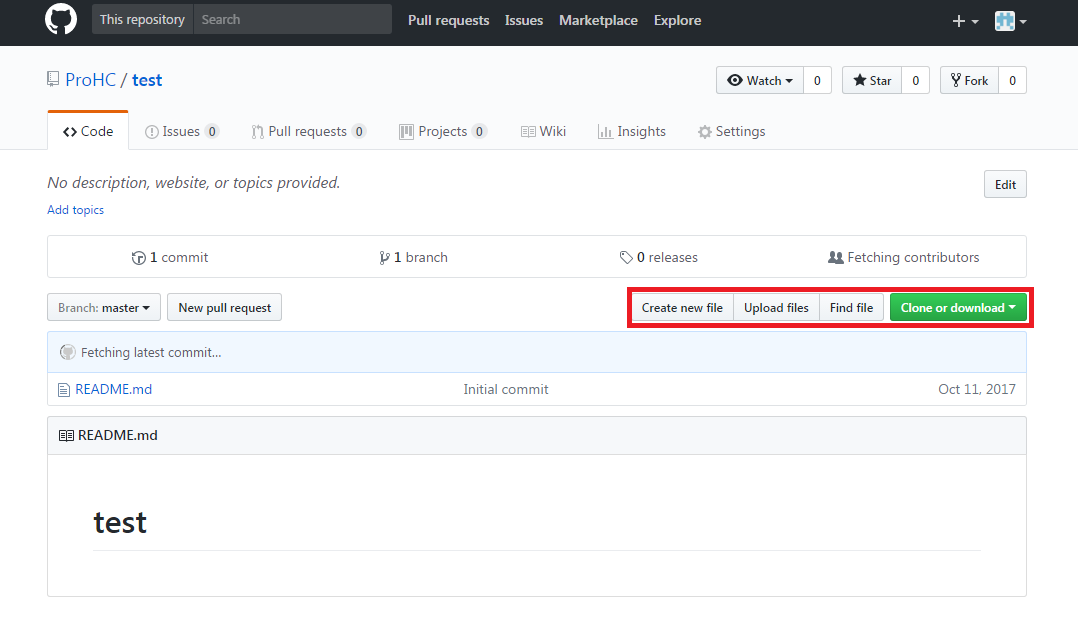 This repository Search Pull requests Issues Marketplace Explore
ProHC / test Watch 0 Star 0 Fork 0
Code Issues 0 Pull requests 0 Projects 0 Wiki Insights Settings
No description, website, or topics provided. Edit
Add topics
1 commit 1 branch 0 releases Fetching contributors
Branch: master New pull request Create new file Upload files Find file Clone or download
Fetching latest commit...
README.md Initial commit Oct 11, 2017
README.md
test